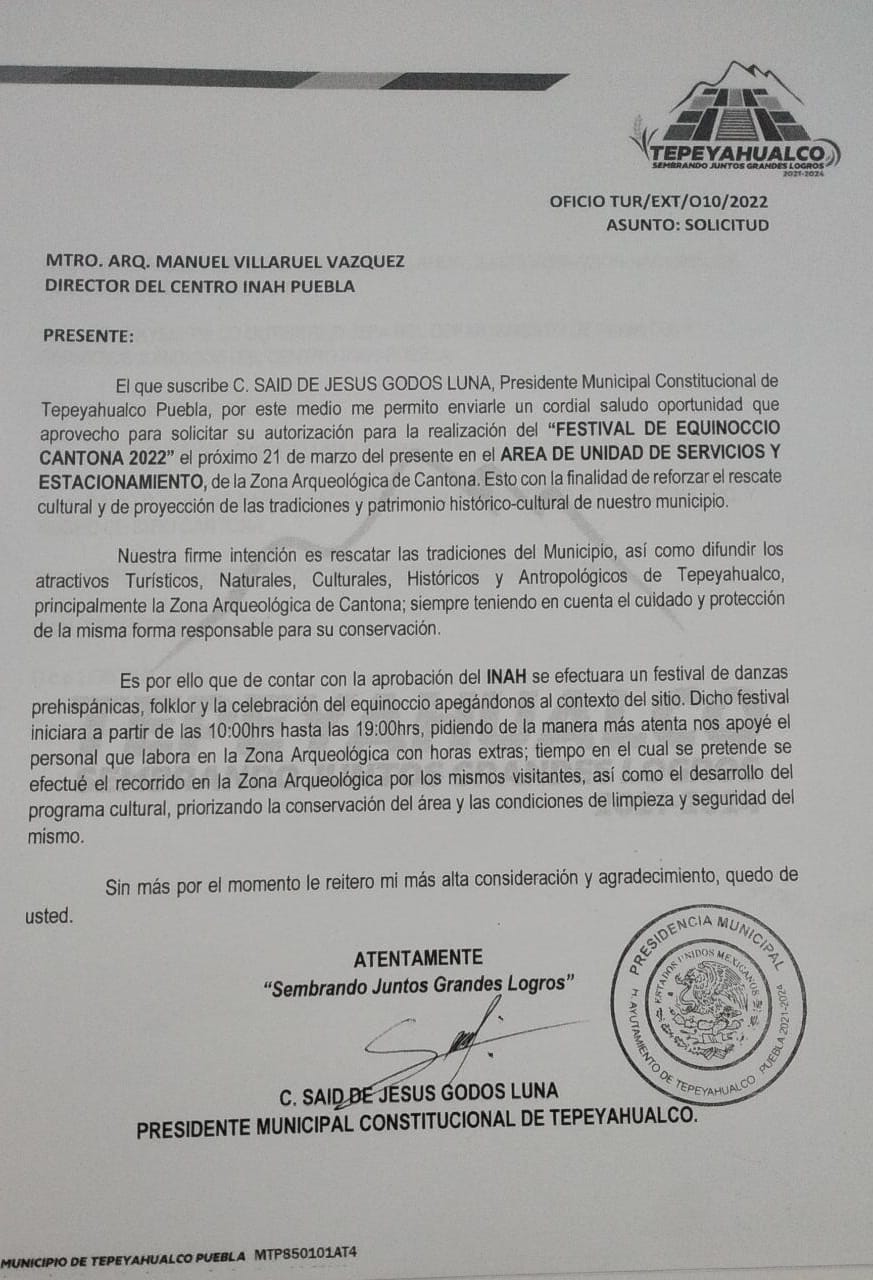 TEPEYAHUALCO
SEMBRANDO JUNTOS GRANDES LOGROS
2021-2024
OFICIO TUR/EXT/O10/2022
ASUNTO: SOLICITUD
MTRO. ARQ. MANUEL VILLARUEL VAZQUEZ
DIRECTOR DEL CENTRO INAH PUEBLA
PRESENTE:
El que suscribe C. SAID DE JESUS GODOS LUNA, Presidente Municipal Constitucional de
Tepeyahualco Puebla, por este medio me permito enviarle un cordial saludo oportunidad que
aprovecho para solicitar su autorización para la realización del “FESTIVAL DE EQUINOCCIO
CANTONA 2022” el próximo 21 de marzo del presente en el AREA DE UNIDAD DE SERVICIOS Y
ESTACIONAMIENTO, de la Zona Arqueológica de Cantona. Esto con la finalidad de reforzar el rescate
cultural y de proyección de las tradiciones y patrimonio histórico-cultural de nuestro municipio.
Nuestra firme intención es rescatar las tradiciones del Municipio, así como difundir los
atractivos Turísticos, Naturales, Culturales, Históricos y Antropológicos de Tepeyahualco,
principalmente la Zona Arqueológica de Cantona; siempre teniendo en cuenta el cuidado y protección
de la misma forma responsable para su conservación.
Es por ello que de contar con la aprobación del INAH se efectuara un festival de danzas
prehispánicas, folklor y la celebración del equinoccio apegándonos al contexto del sitio. Dicho festival
iniciara a partir de las 10:00hrs hasta las 19:00hrs, pidiendo de la manera más atenta nos apoyé el
personal que labora en la Zona Arqueológica con horas extras; tiempo en el cual se pretende se
efectué el recorrido en la Zona Arqueológica por los mismos visitantes, así como el desarrollo del
programa cultural, priorizando la conservación del área y las condiciones de limpieza y seguridad del
mismo.
Sin más por el momento le reitero mi más alta consideración y agradecimiento, quedo de
usted.
ATENTAMENTE
“Sembrando Juntos Grandes Logros”
PRESIDENCIA MUNICIPAL
ESTADOS UNIDOS MEXICANOS
H. AYUTAMIENTO DE TEPEYAHUALCO PUEBLA 2021-2024
C. SAID DE JESUS GODOS LUNA
PRESIDENTE MUNICIPAL CONSTITUCIONAL DE TEPEYAHUALCO.
MUNICIPIO DE TEPEYAHUALCO PUEBLA MTP850101AT4